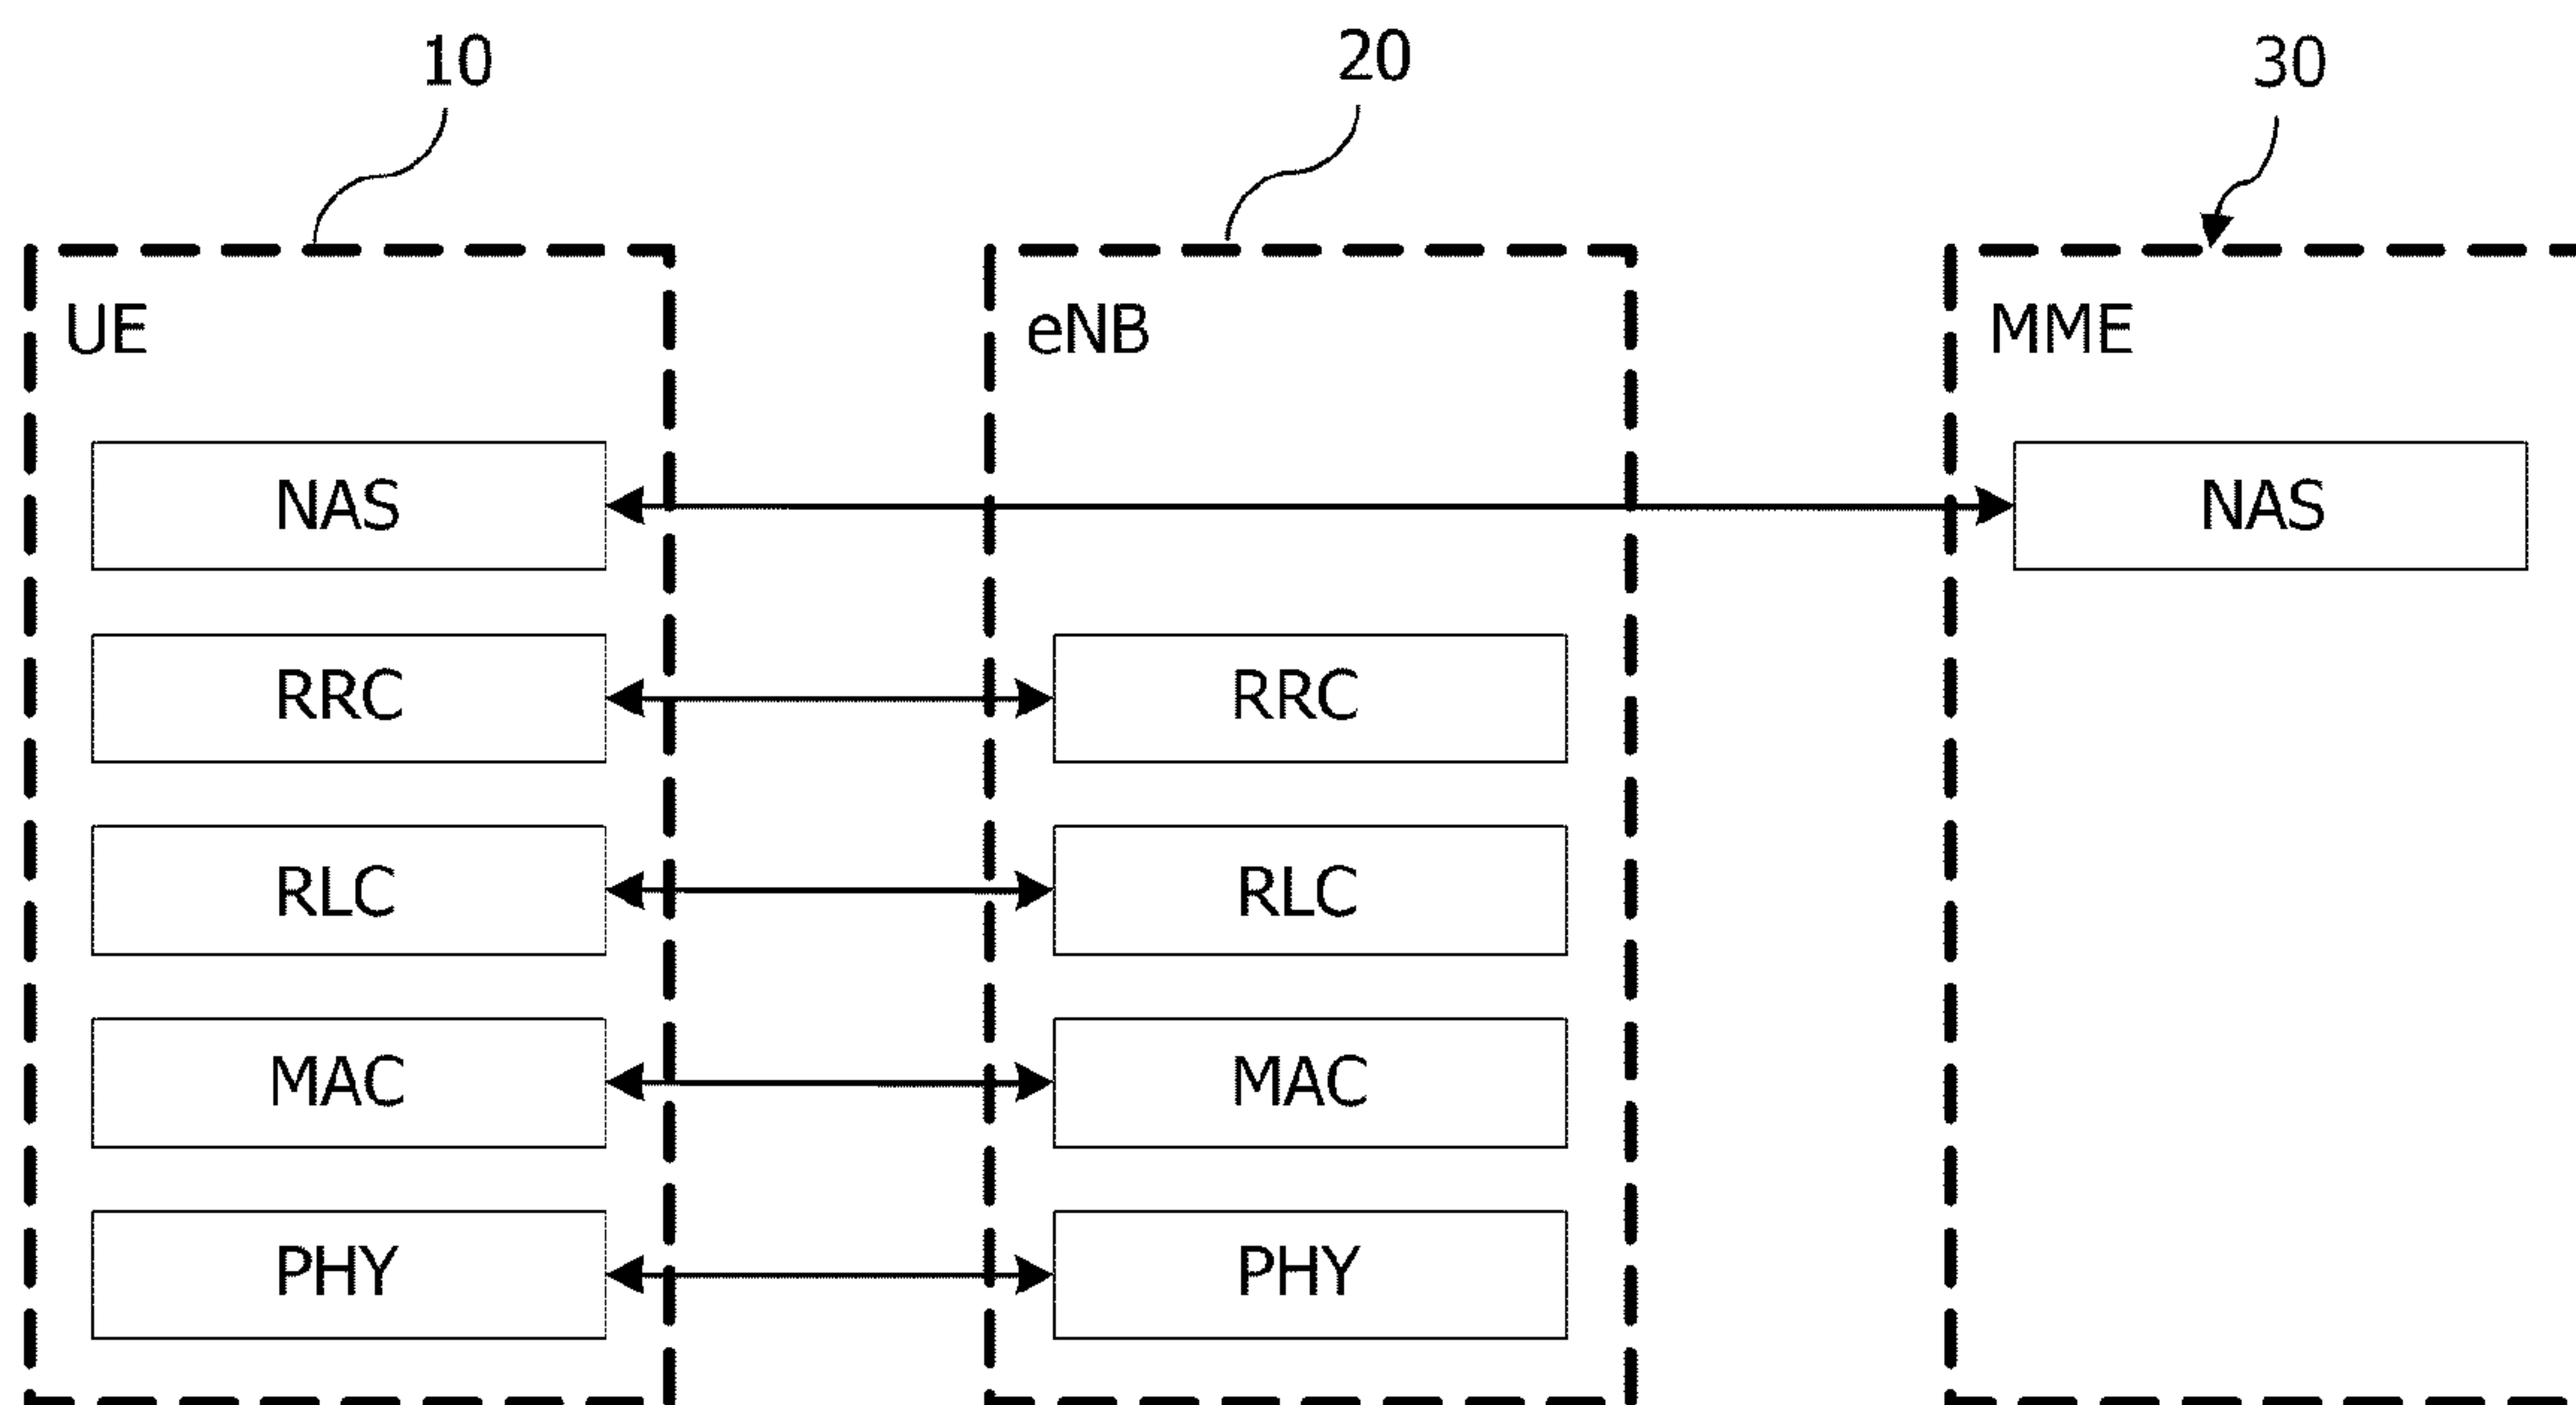 10 20 30
UE eNB MME
NAS NAS
RRC RRC
RLC RLC
MAC MAC
PHY PHY